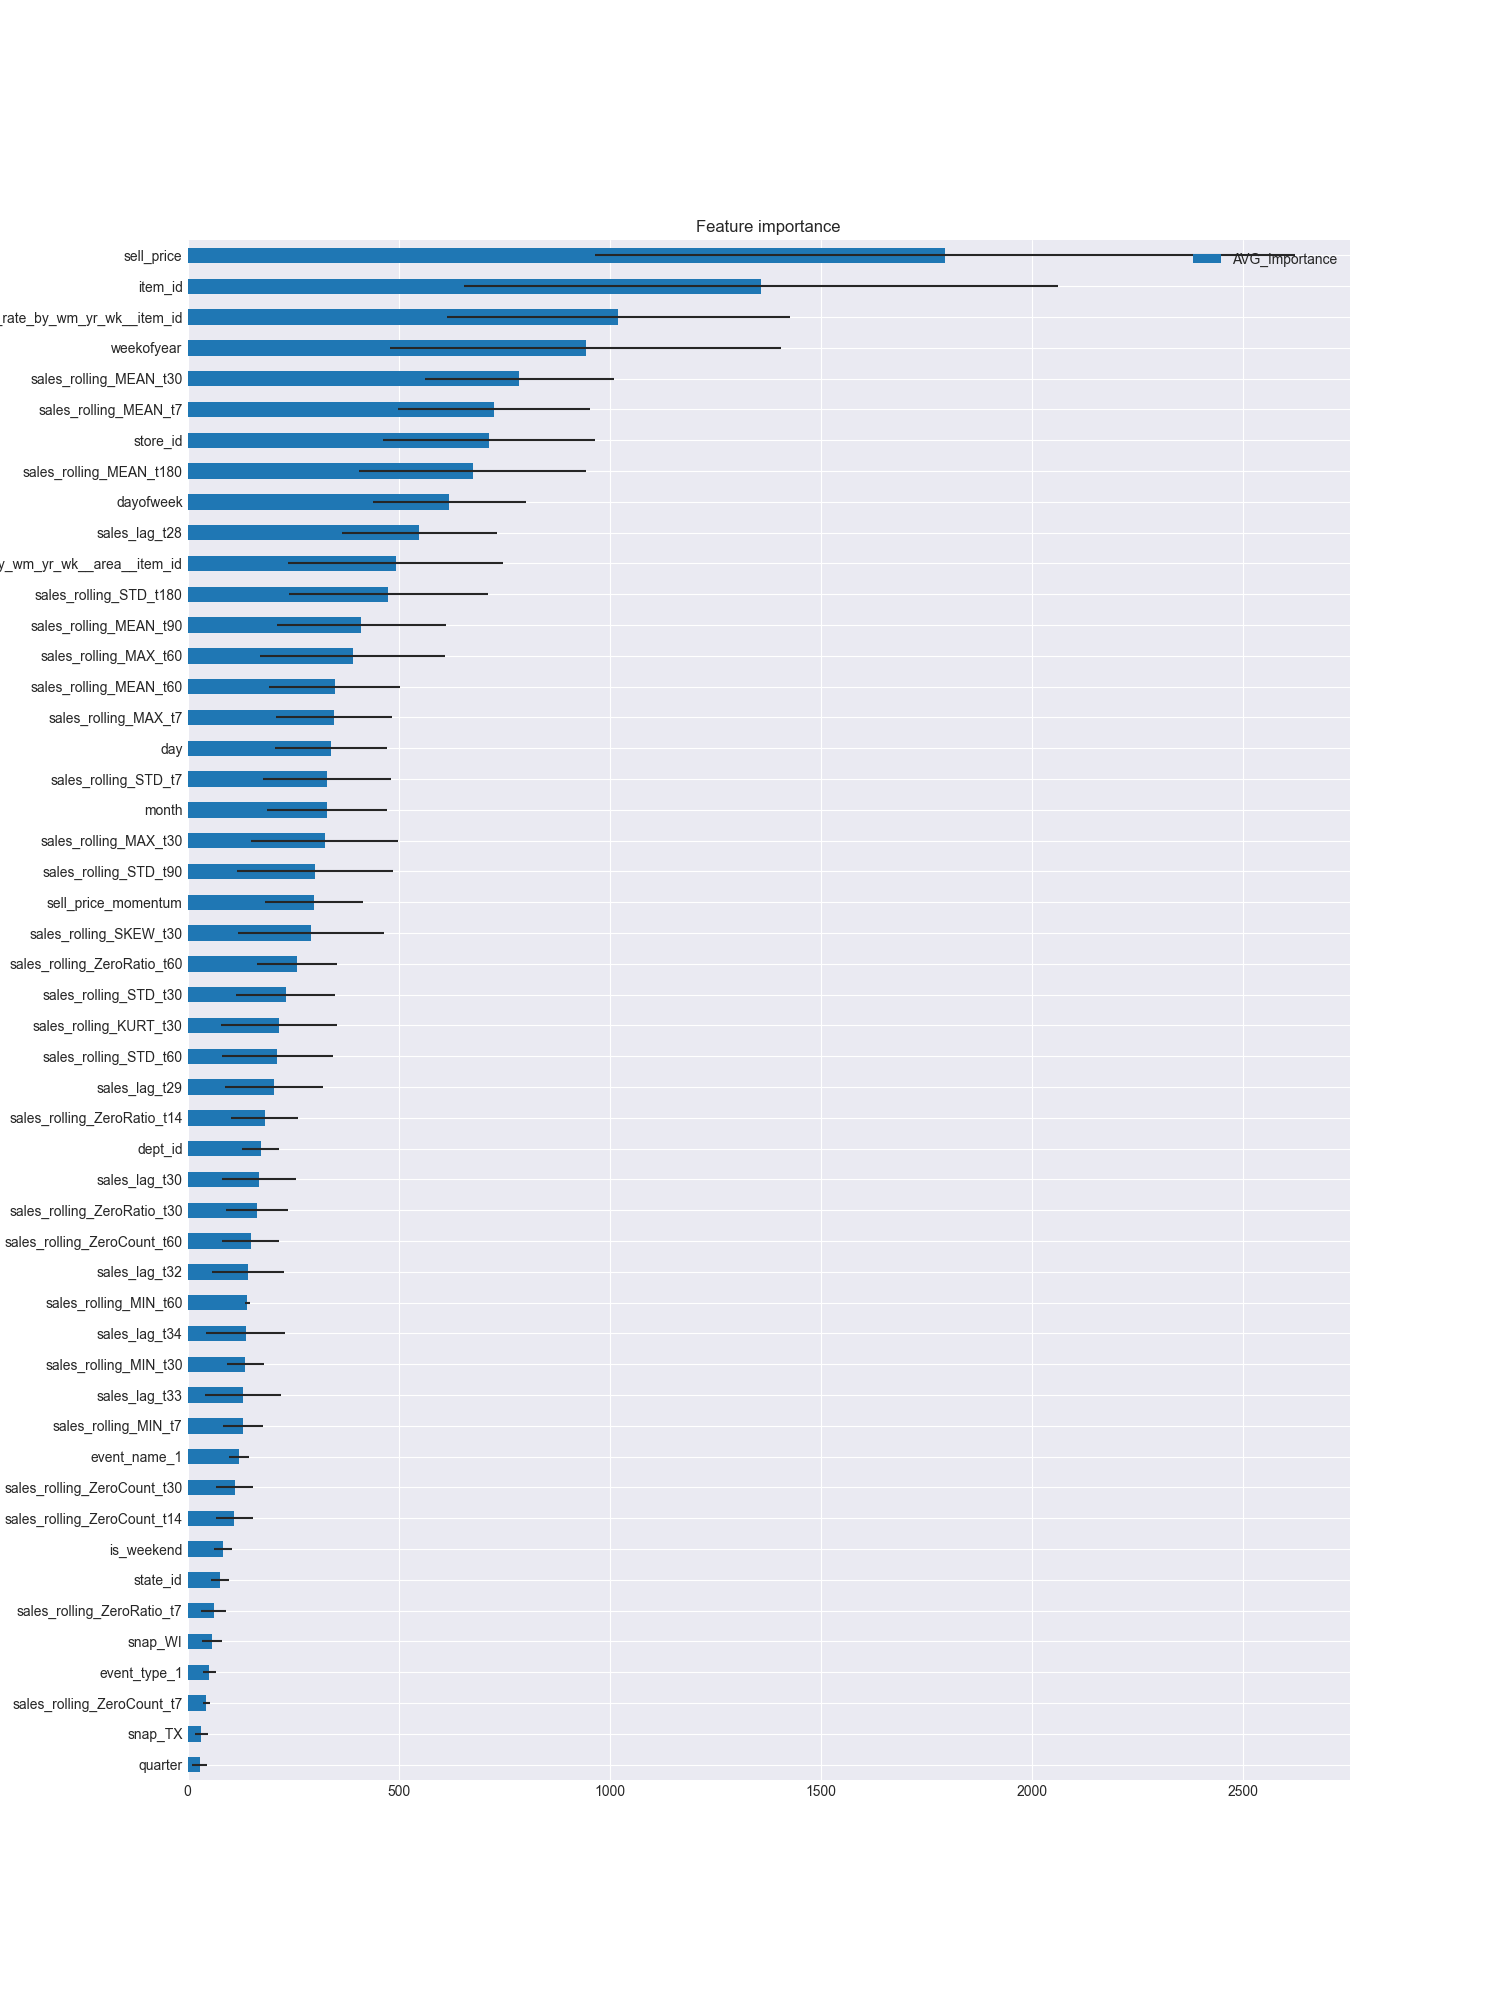 Feature importance
sell_price
AVG_Importance
item_id
_rate_by_wm_yr_wk__item_id
weekofyear
sales_rolling_MEAN_t30
sales_rolling_MEAN_t7
store_id
sales_rolling_MEAN_t180
dayofweek
sales_lag_t28
y_wm_yr_wk__area__item_id
sales_rolling_STD_t180
sales_rolling_MEAN_t90
sales_rolling_MAX_t60
sales_rolling_MEAN_t60
sales_rolling_MAX_t7
day
sales_rolling_STD_t7
month
sales_rolling_MAX_t30
sales_rolling_STD_t90
sell_price_momentum
sales_rolling_SKEW_t30
sales_rolling_ZeroRatio_t60
sales_rolling_STD_t30
sales_rolling_KURT_t30
sales_rolling_STD_t60
sales_lag_t29
sales_rolling_ZeroRatio_t14
dept_id
sales_lag_t30
sales_rolling_ZeroRatio_t30
sales_rolling_ZeroCount_t60
sales_lag_t32
sales_rolling_MIN_t60
sales_lag_t34
sales_rolling_MIN_t30
sales_lag_t33
sales_rolling_MIN_t7
event_name_1
sales_rolling_ZeroCount_t30
sales_rolling_ZeroCount_t14
is_weekend
state_id
sales_rolling_ZeroRatio_t7
snap_WI
event_type_1
sales_rolling_ZeroCount_t7
snap_TX
quarter
0 500 1000 1500 2000 2500